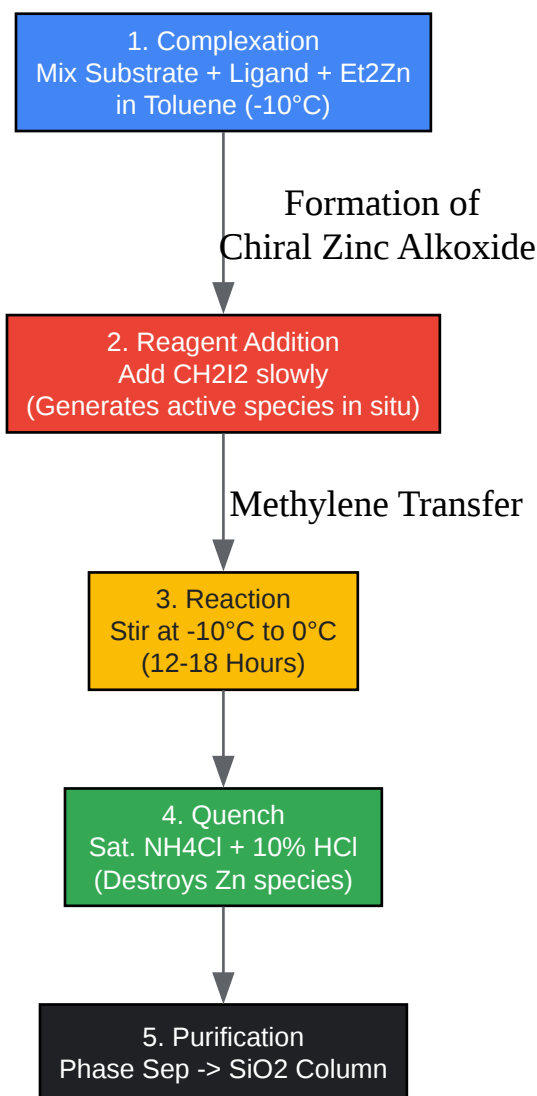 1. Complexation
Mix Substrate + Ligand + Et2Zn
in Toluene (-10°C)
Formation of
Chiral Zinc Alkoxide
2. Reagent Addition
Add CH2I2 slowly
(Generates active species in situ)
Methylene Transfer
3. Reaction
Stir at -10°C to 0°C
(12-18 Hours)
4. Quench
Sat. NH4Cl + 10% HCl
(Destroys Zn species)
5. Purification
Phase Sep -> SiO2 Column